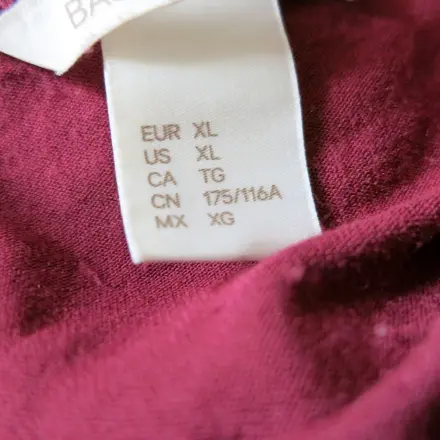 EUR XL
US XL
CA TG
CN 175/116A
MX XG